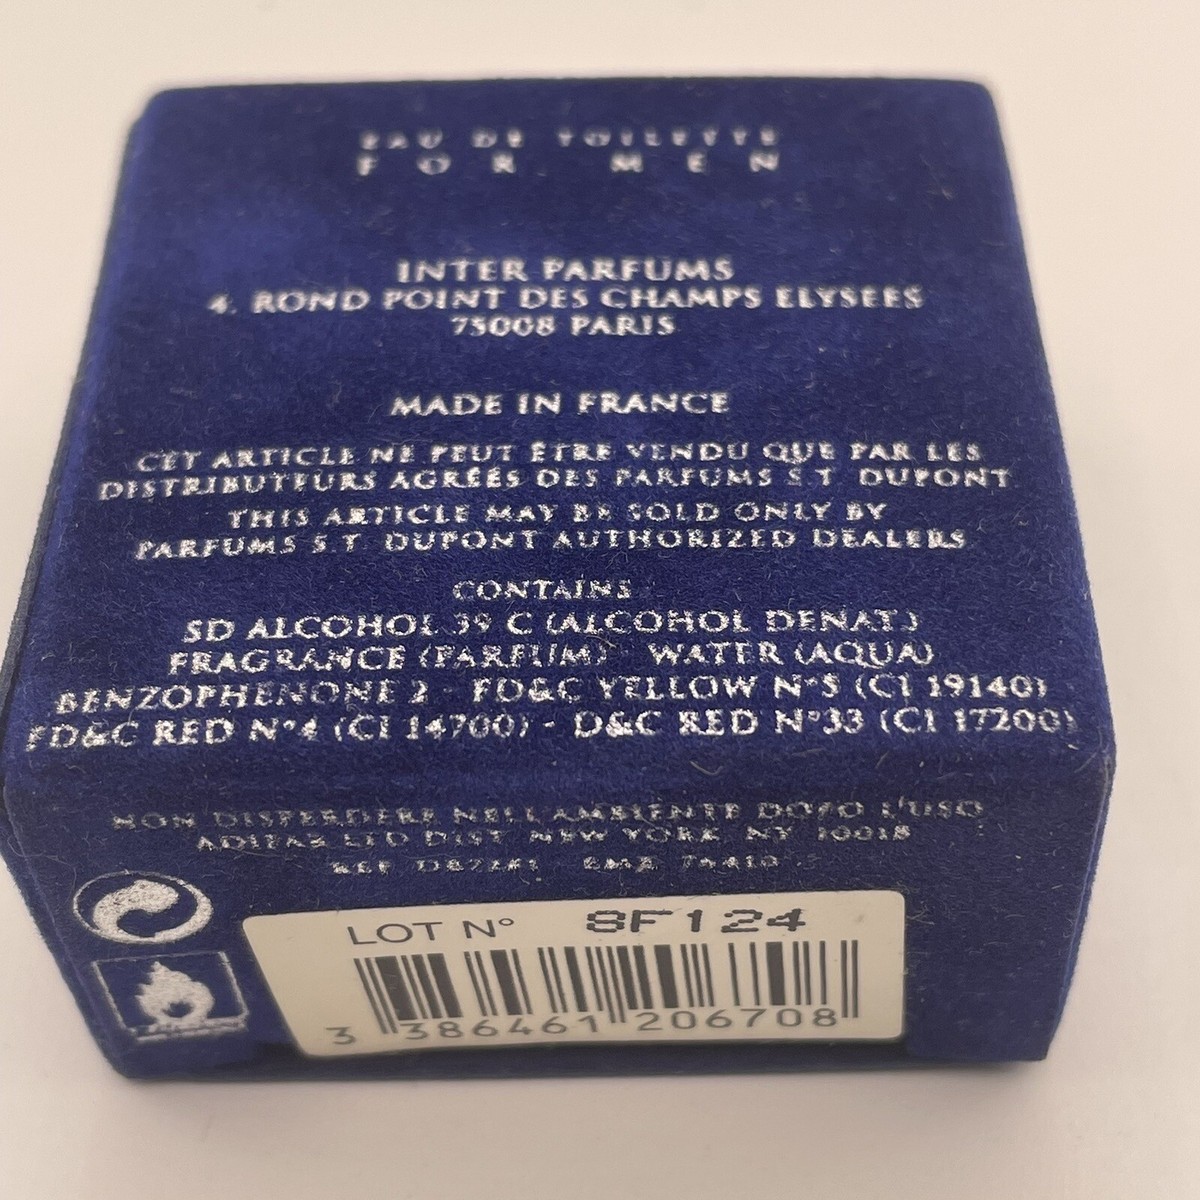 EAU DE TOILETTE
FOR MEN
INTER PARFUMS
4, ROND POINT DES CHAMPS ELYSEES
75008 PARIS
MADE IN FRANCE
CET ARTICLE NE PEUT ÊTRE VENDU QUE PAR LES
DISTRIBUTEURS AGRÉÉS DES PARFUMS S.T. DUPONT
THIS ARTICLE MAY BE SOLD ONLY BY
PARFUMS S.T. DUPONT AUTHORIZED DEALERS
CONTAINS
SD ALCOHOL 39 C (ALCOHOL DENAT.)
FRAGRANCE (PARFUM) WATER (AQUA)
BENZOPHENONE 2 - FD&C YELLOW N°5 (CI 19140)
FD&C RED N°4 (CI 14700) - D&C RED N°33 (CI 17200)
NON DISPERDERE NELL'AMBIENTE DOPO L'USO
DIST NEW YORK, NY 10018
REF
LOT N° 8F124
3 386461 206708